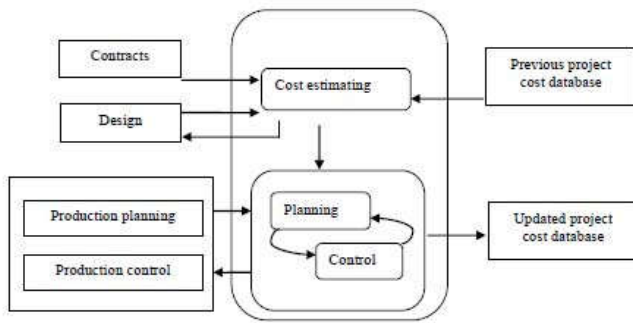 Contracts
Cost estimating
Previous project
cost database
Design
Production planning
Planning
Updated project
cost database
Production control
Control